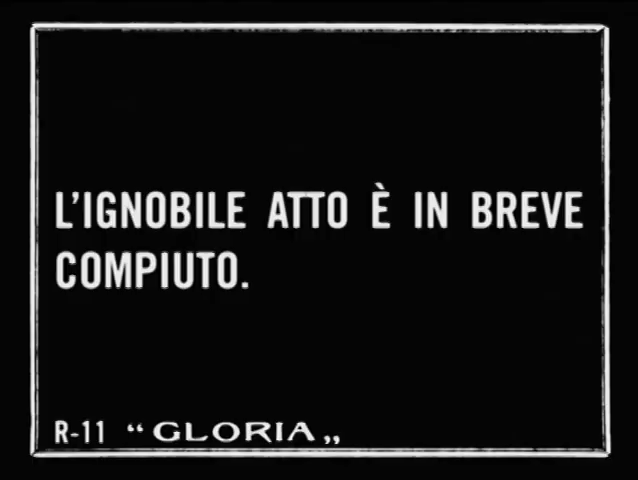 L'IGNOBILE ATTO È IN BREVE
COMPIUTO.
R-11 “GLORIA„